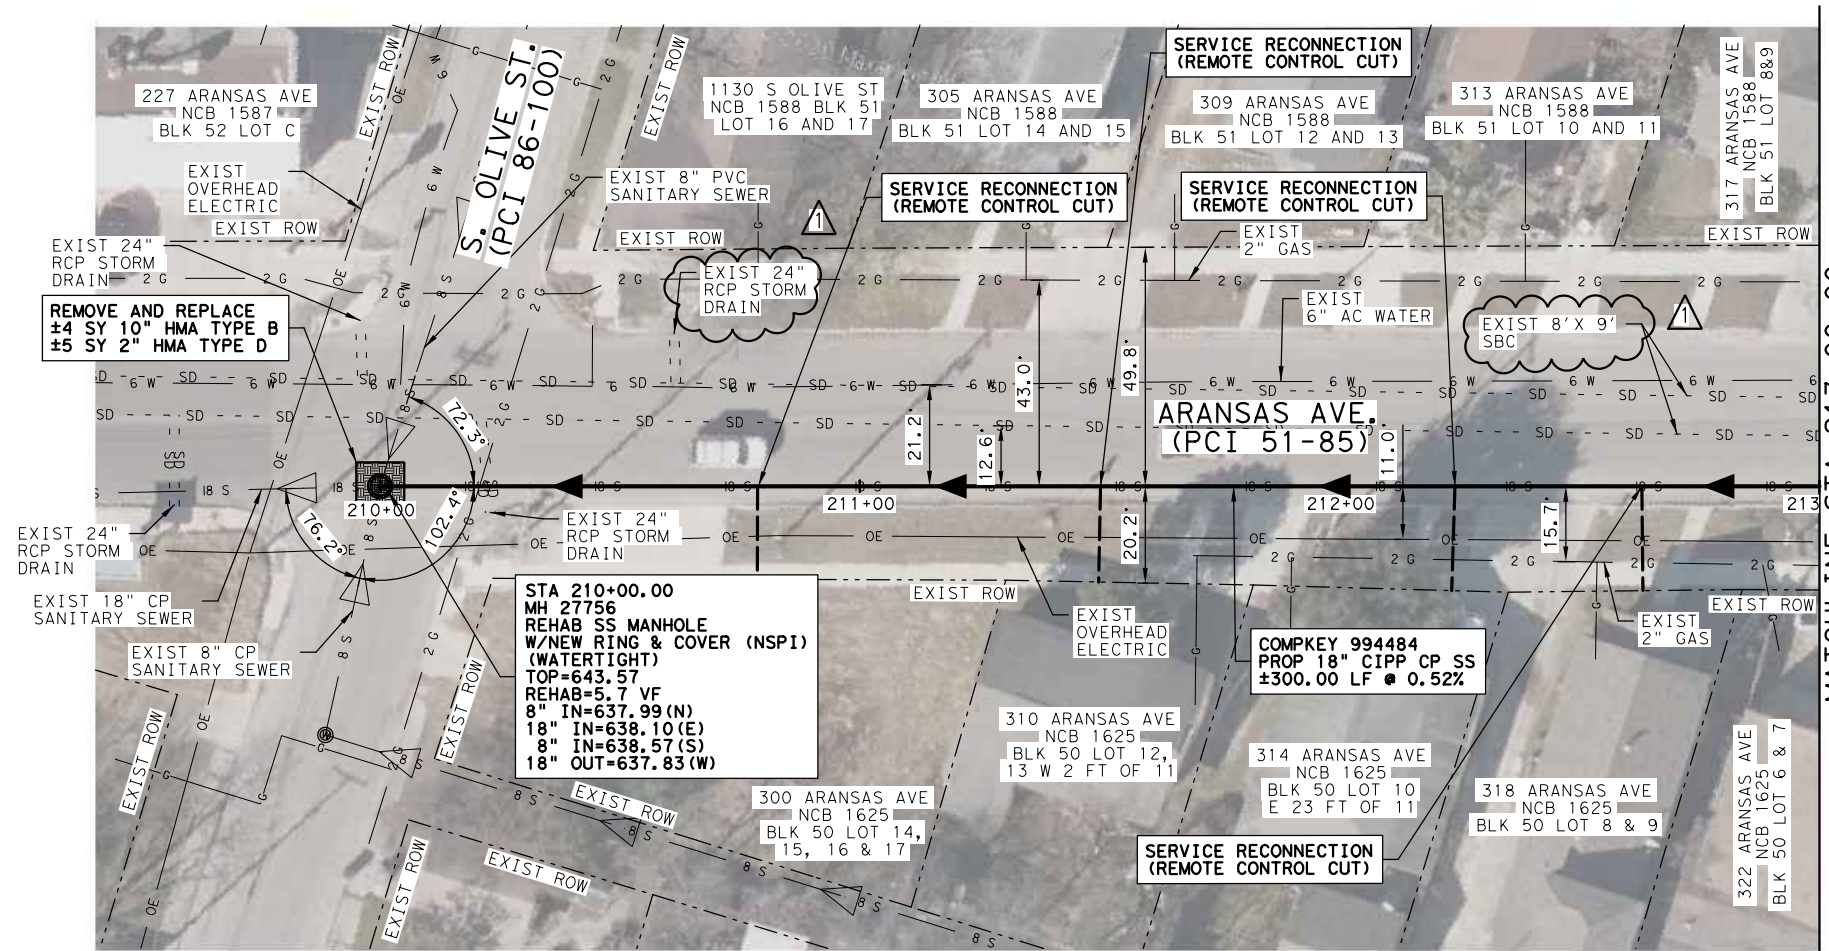 SERVICE RECONNECTION
(REMOTE CONTROL CUT)
227 ARANSAS AVE
NCB 1587
BLK 52 LOT C
EXIST ROW
S. OLIVE ST.
(PCI 86-100)
EXIST ROW
1130 S OLIVE ST
NCB 1588 BLK 51
LOT 16 AND 17
305 ARANSAS AVE
NCB 1588
BLK 51 LOT 14 AND 15
309 ARANSAS AVE
NCB 1588
BLK 51 LOT 12 AND 13
313 ARANSAS AVE
NCB 1588
BLK 51 LOT 10 AND 11
317 ARANSAS AVE
NCB 1588
BLK 51 LOT 8&9
EXIST
OVERHEAD
ELECTRIC
EXIST 8" PVC
SANITARY SEWER
SERVICE RECONNECTION
(REMOTE CONTROL CUT)
SERVICE RECONNECTION
(REMOTE CONTROL CUT)
EXIST ROW
EXIST ROW
EXIST ROW
1
EXIST 24"
RCP STORM
DRAIN
EXIST 24"
RCP STORM
DRAIN
EXIST
2" GAS
EXIST
6" AC WATER
EXIST 8'X 9'
SBC
1
REMOVE AND REPLACE
±4 SY 10" HMA TYPE B
±5 SY 2" HMA TYPE D
72.3°
21.2'
12.6'
43.0'
49.8'
ARANSAS AVE.
(PCI 51-85)
11.0'
210+00
211+00
212+00
213
76.2°
102.4°
20.2'
15.7'
EXIST 24"
RCP STORM
DRAIN
EXIST 24"
RCP STORM
DRAIN
EXIST 18" CP
SANITARY SEWER
EXIST 8" CP
SANITARY SEWER
STA 210+00.00
MH 27756
REHAB SS MANHOLE
W/NEW RING & COVER (NSPI)
(WATERTIGHT)
TOP=643.57
REHAB=5.7 VF
8" IN=637.99(N)
18" IN=638.10(E)
8" IN=638.57(S)
18" OUT=637.83(W)
EXIST ROW
EXIST
OVERHEAD
ELECTRIC
COMPKEY 994484
PROP 18" CIPP CP SS
±300.00 LF @ 0.52%
EXIST
2" GAS
EXIST ROW
EXIST ROW
EXIST ROW
EXIST ROW
EXIST ROW
EXIST ROW
300 ARANSAS AVE
NCB 1625
BLK 50 LOT 14,
15, 16 & 17
310 ARANSAS AVE
NCB 1625
BLK 50 LOT 12,
13 W 2 FT OF 11
314 ARANSAS AVE
NCB 1625
BLK 50 LOT 10
E 23 FT OF 11
318 ARANSAS AVE
NCB 1625
BLK 50 LOT 8 & 9
322 ARANSAS AVE
NCB 1625
BLK 50 LOT 6 & 7
SERVICE RECONNECTION
(REMOTE CONTROL CUT)